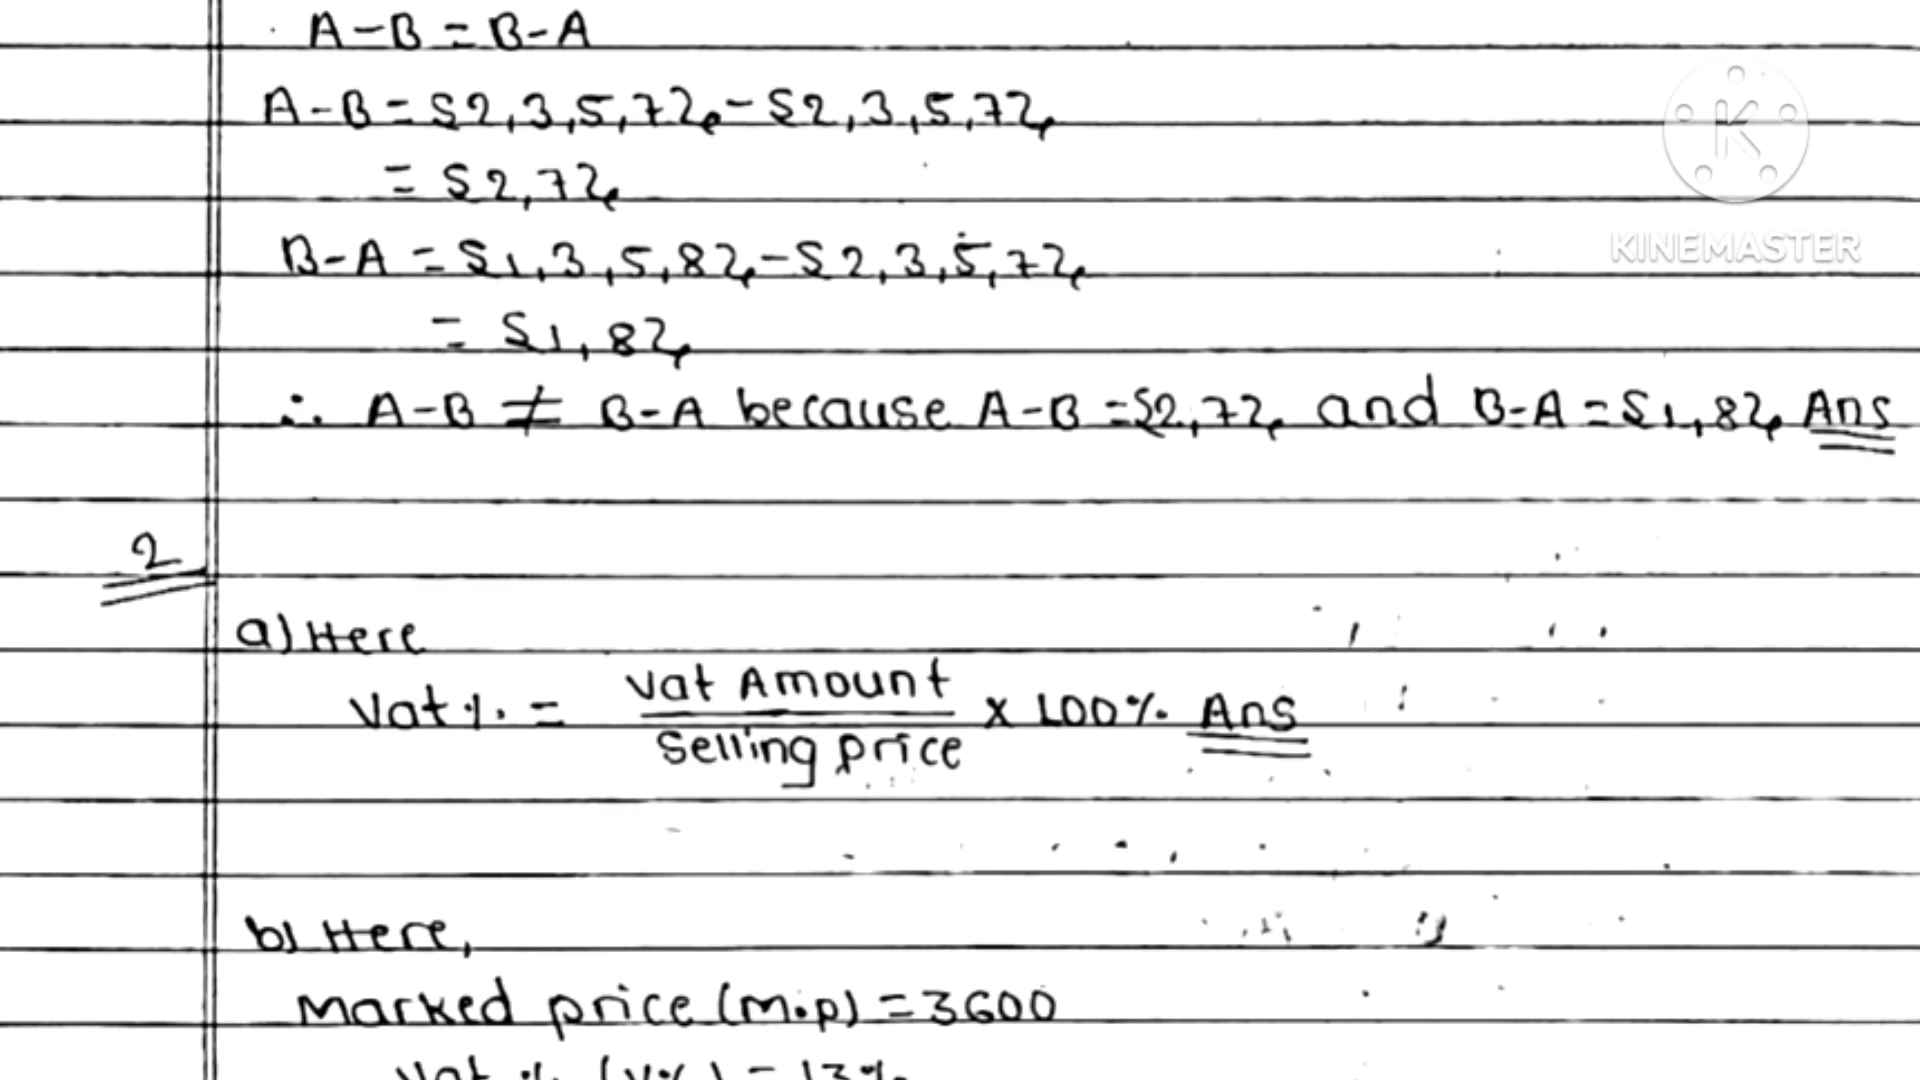 A-B = B-A
A-B = {2,3,5,7} - {2,3,5,7}
= {2,7}
B-A = {1,3,5,8} - {2,3,5,7}
= {1,8}
∴ A-B ≠ B-A because A-B = {2,7} and B-A = {1,8} Ans
2
a) Here
Vat % = Vat Amount / Selling price × 100% Ans
b) Here,
Marked price (M.p) = 3600
Vat % (V%) = 13%
K
KINEMASTER